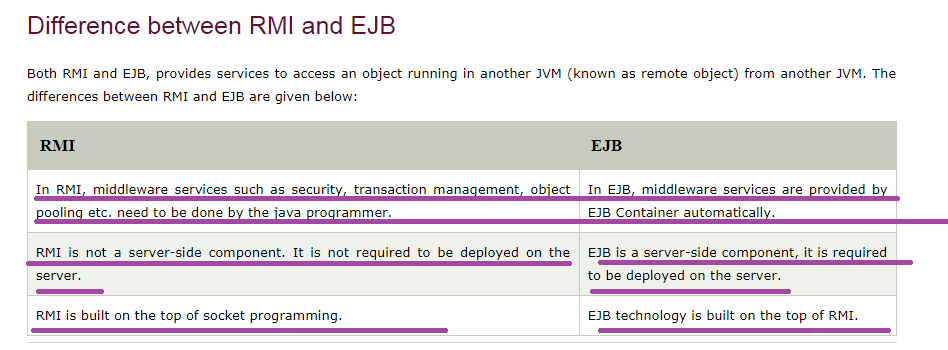 Difference between RMI and EJB
Both RMI and EJB, provides services to access an object running in another JVM (known as remote object) from another JVM. The
differences between RMI and EJB are given below:
RMI
EJB
In RMI, middleware services such as security, transaction management, object
pooling etc. need to be done by the java programmer.
In EJB, middleware services are provided by
EJB Container automatically.
RMI is not a server-side component. It is not required to be deployed on the
server.
EJB is a server-side component, it is required
to be deployed on the server.
RMI is built on the top of socket programming.
EJB technology is built on the top of RMI.